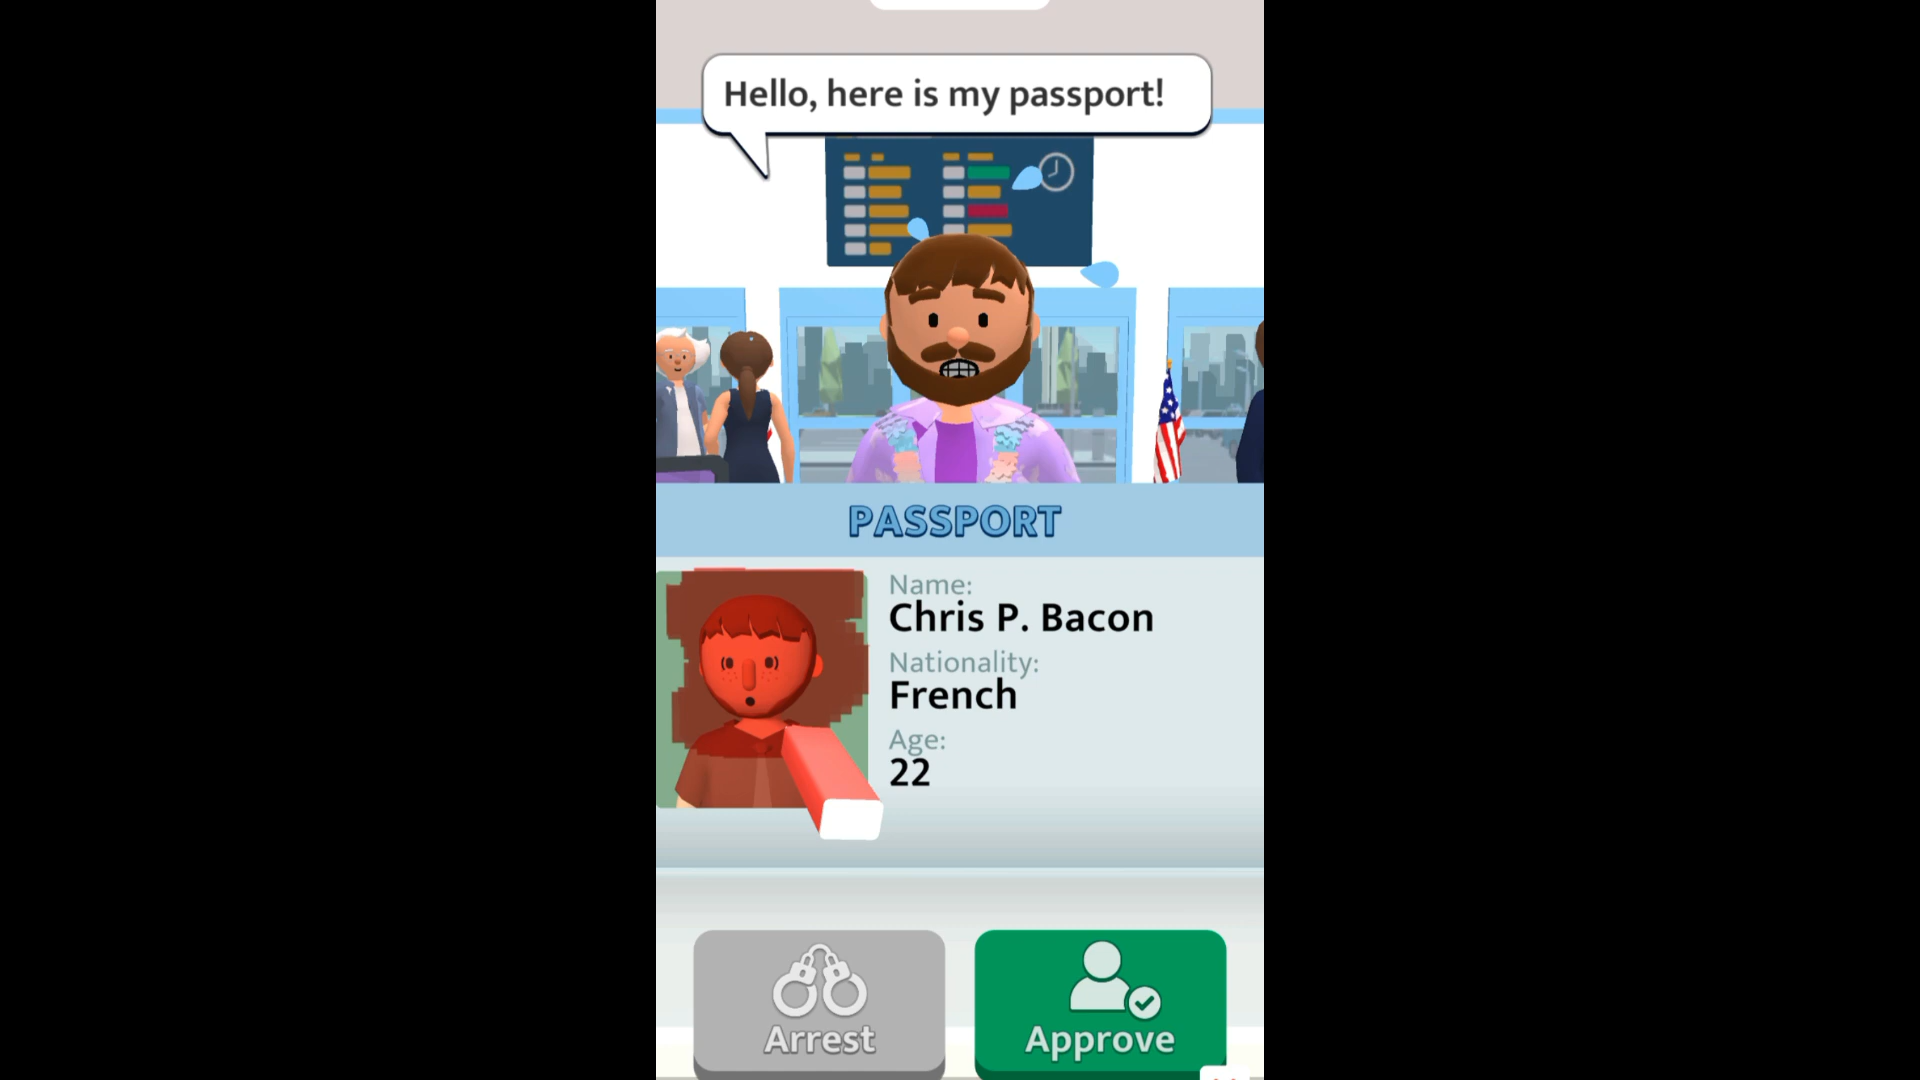 Hello, here is my passport!
PASSPORT
Name:
Chris P. Bacon
Nationality:
French
Age:
22
Arrest
Approve